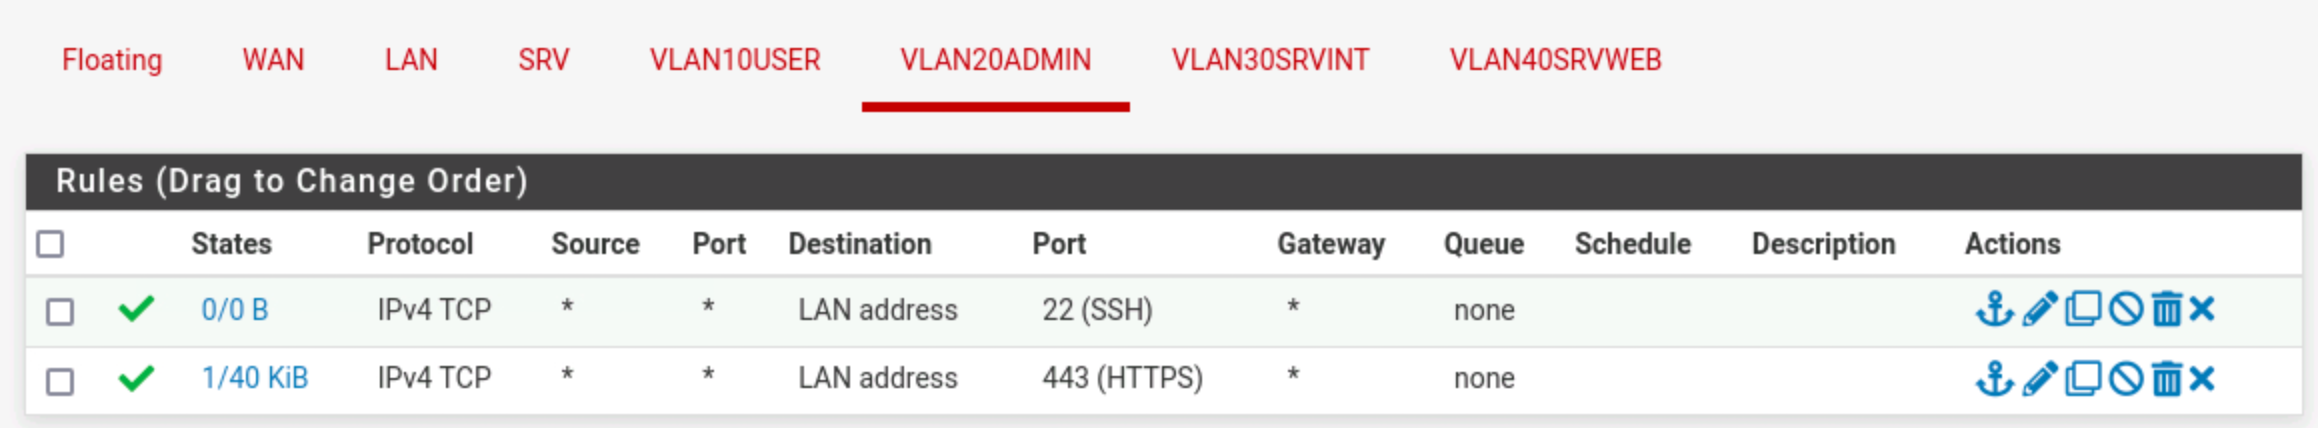 Floating WAN LAN SRV VLAN10USER VLAN20ADMIN VLAN30SRVINT VLAN40SRVWEB
Rules (Drag to Change Order)
States Protocol Source Port Destination Port Gateway Queue Schedule Description Actions
0/0 B IPv4 TCP * * LAN address 22 (SSH) * none
1/40 KiB IPv4 TCP * * LAN address 443 (HTTPS) * none